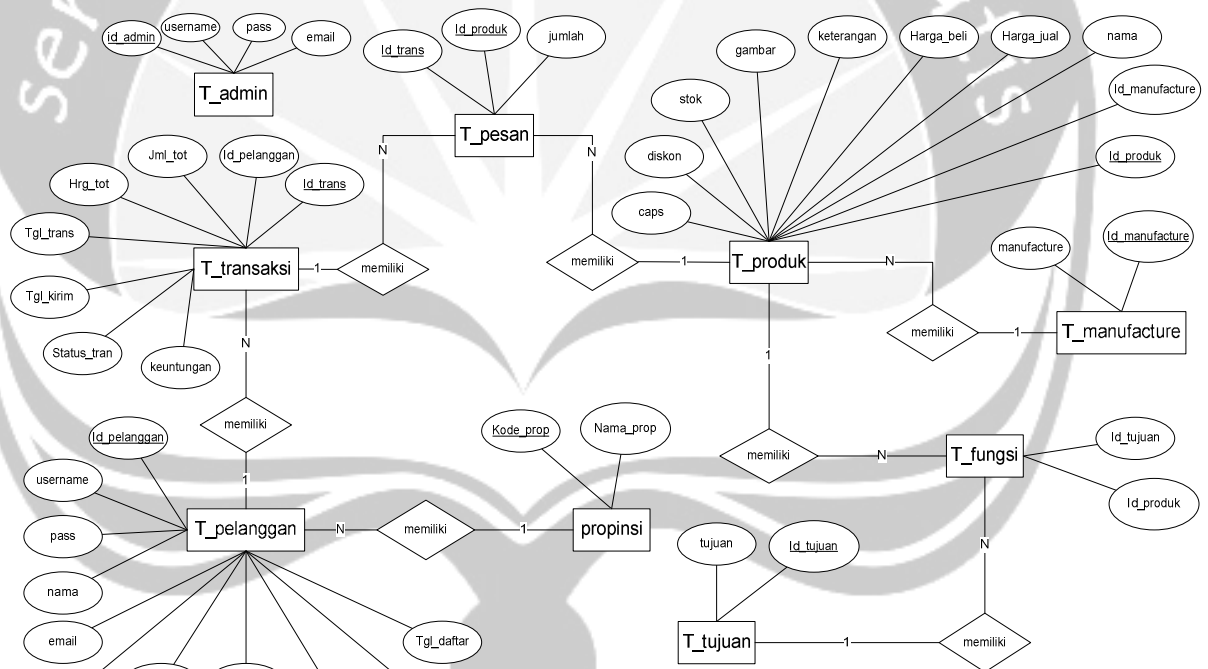 id_admin
username
pass
email
T_admin
Id_trans
Id_produk
jumlah
T_pesan
N
N
gambar
keterangan
Harga_beli
Harga_jual
nama
Id_manufacture
Id_produk
stok
diskon
caps
T_produk
Jml_tot
Id_pelanggan
Id_trans
Hrg_tot
Tgl_trans
Tgl_kirim
Status_tran
keuntungan
T_transaksi
1
memiliki
memiliki
1
N
memiliki
1
manufacture
Id_manufacture
T_manufacture
N
memiliki
1
1
memiliki
N
T_fungsi
Id_tujuan
Id_produk
Id_pelanggan
username
pass
nama
email
Tgl_daftar
T_pelanggan
N
memiliki
1
Kode_prop
Nama_prop
propinsi
tujuan
Id_tujuan
T_tujuan
1
memiliki
N